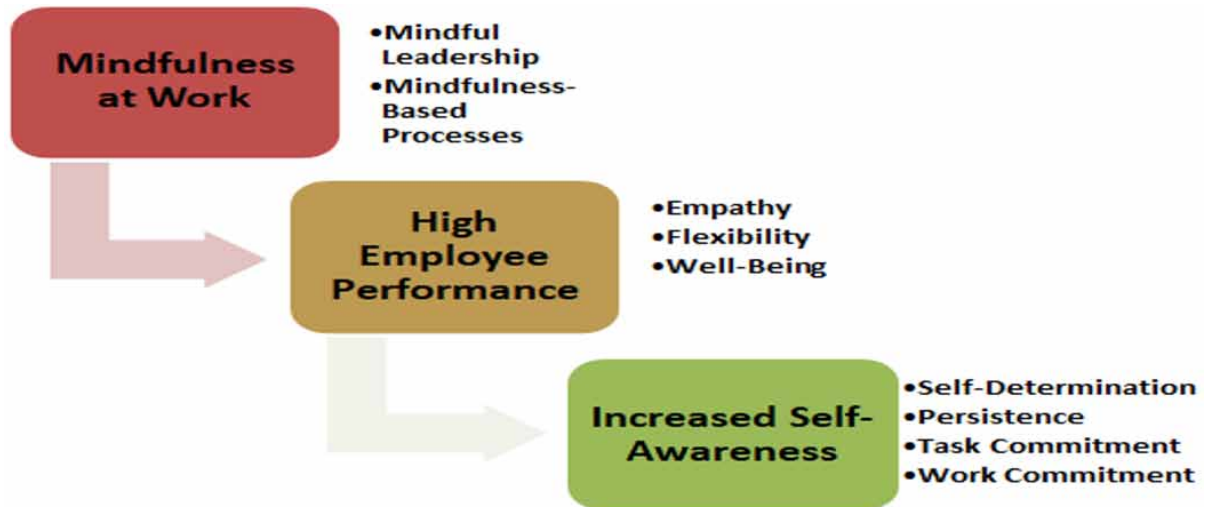 Mindfulness
at Work
•Mindful
Leadership
•Mindfulness-
Based
Processes
High
Employee
Performance
•Empathy
•Flexibility
•Well-Being
Increased Self-
Awareness
•Self-Determination
•Persistence
•Task Commitment
•Work Commitment